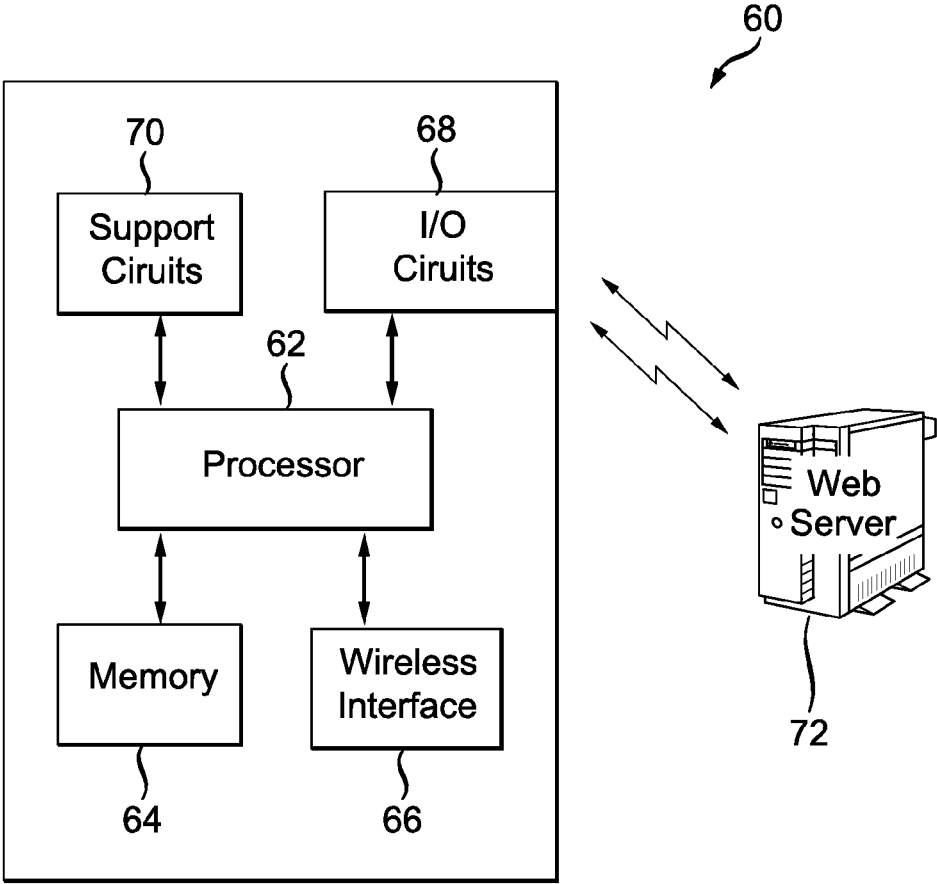 60
70
68
Support
Ciruits
I/O
Ciruits
62
Processor
Web
Server
Memory
Wireless
Interface
64
66
72